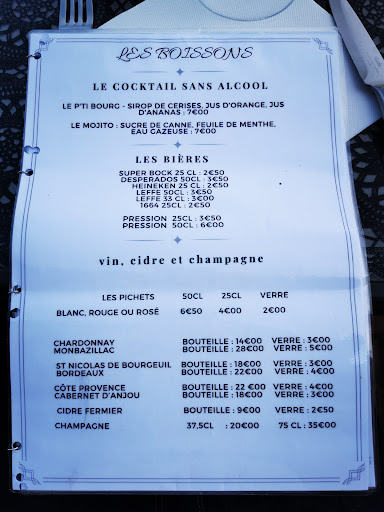 LES BOISSONS
LE COCKTAIL SANS ALCOOL
LE P'TI BOURG - SIROP DE CERISES, JUS D'ORANGE, JUS
D'ANANAS : 7€00
LE MOJITO : SUCRE DE CANNE, FEUILE DE MENTHE,
EAU GAZEUSE : 7€00
LES BIÈRES
SUPER BOCK 25 CL : 2€50
DESPERADOS 50CL : 3€50
HEINEKEN 25 CL : 2€50
LEFFE 50CL : 3€50
LEFFE 33 CL : 3€00
1664 25CL : 2€50
PRESSION 25CL : 3€50
PRESSION 50CL : 6€00
vin, cidre et champagne
LES PICHETS 50CL 25CL VERRE
BLANC, ROUGE OU ROSÉ 6€50 4€00 2€00
CHARDONNAY BOUTEILLE : 14€00 VERRE : 3€00
MONBAZILLAC BOUTEILLE : 28€00 VERRE : 5€00
ST NICOLAS DE BOURGEUIL BOUTEILLE : 18€00 VERRE : 3€00
BORDEAUX BOUTEILLE : 22€00 VERRE : 4€00
CÔTE PROVENCE BOUTEILLE : 22 €00 VERRE : 4€00
CABERNET D'ANJOU BOUTEILLE : 18€00 VERRE : 3€00
CIDRE FERMIER BOUTEILLE : 9€00 VERRE : 2€50
CHAMPAGNE 37,5CL : 20€00 75 CL : 35€00